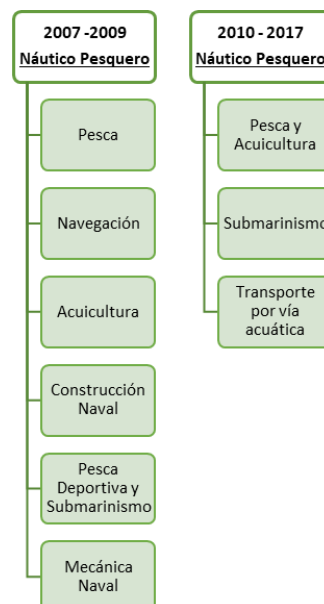 2007 -2009
Náutico Pesquero
Pesca
Navegación
Acuicultura
Construcción
Naval
Pesca
Deportiva y
Submarinismo
Mecánica
Naval
2010 - 2017
Náutico Pesquero
Pesca y
Acuicultura
Submarinismo
Transporte
por vía
acuática